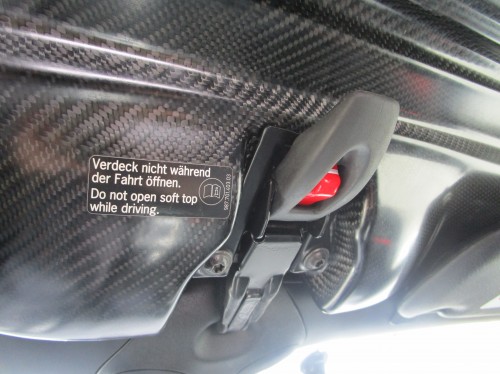 Verdeck nicht während
der Fahrt öffnen.
Do not open soft top
while driving.